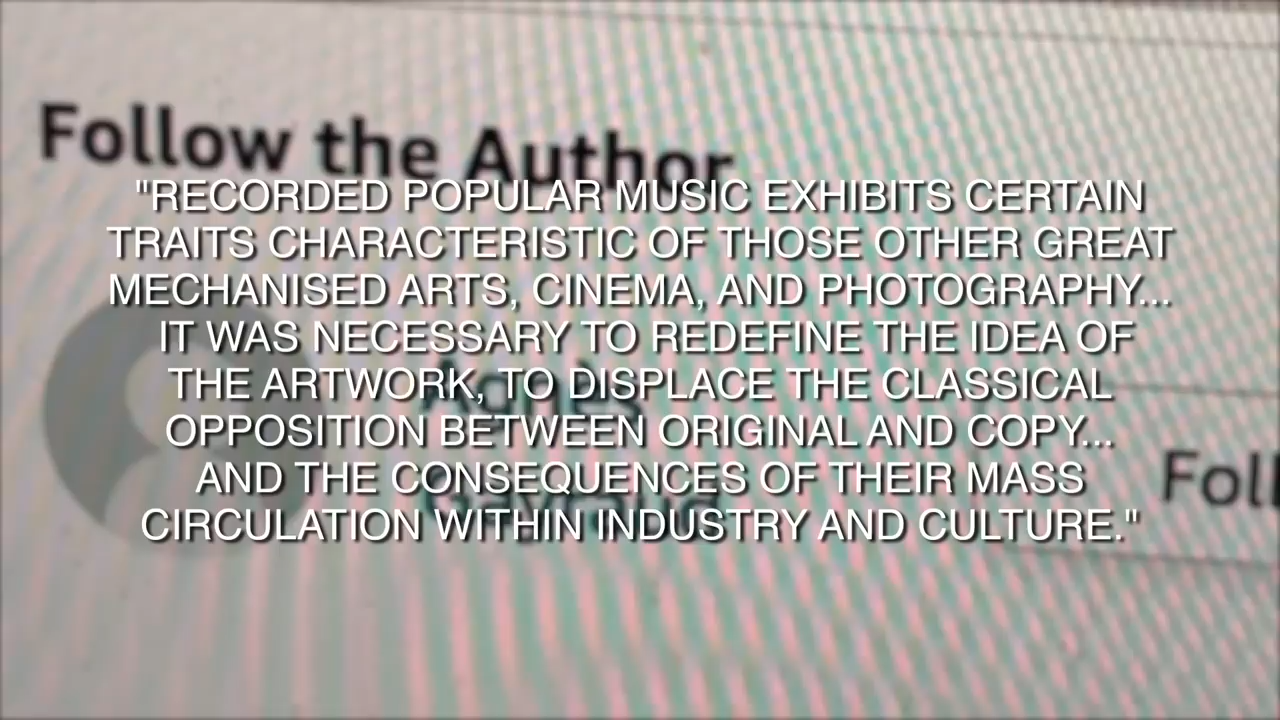 Follow the Author
"RECORDED POPULAR MUSIC EXHIBITS CERTAIN
TRAITS CHARACTERISTIC OF THOSE OTHER GREAT
MECHANISED ARTS, CINEMA, AND PHOTOGRAPHY...
IT WAS NECESSARY TO REDEFINE THE IDEA OF
THE ARTWORK, TO DISPLACE THE CLASSICAL
OPPOSITION BETWEEN ORIGINAL AND COPY...
AND THE CONSEQUENCES OF THEIR MASS
CIRCULATION WITHIN INDUSTRY AND CULTURE."